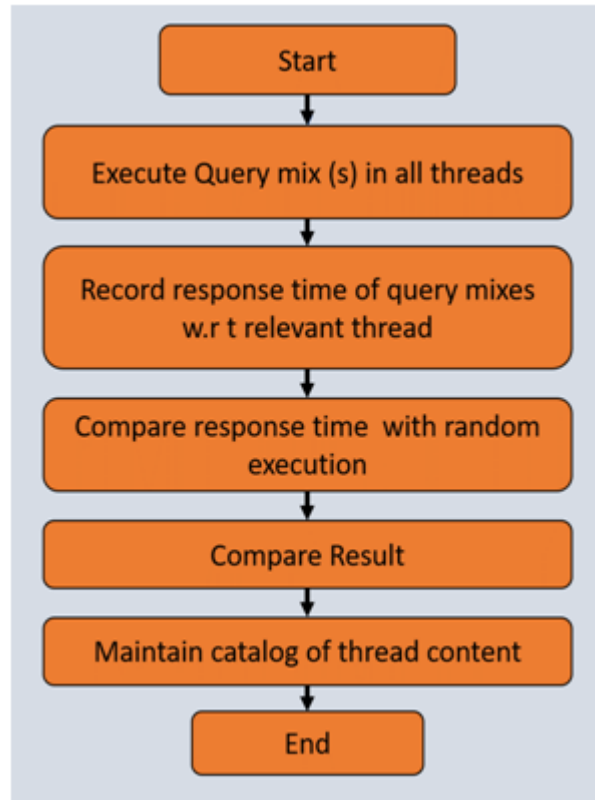 Start
Execute Query mix (s) in all threads
Record response time of query mixes
w.r t relevant thread
Compare response time with random
execution
Compare Result
Maintain catalog of thread content
End